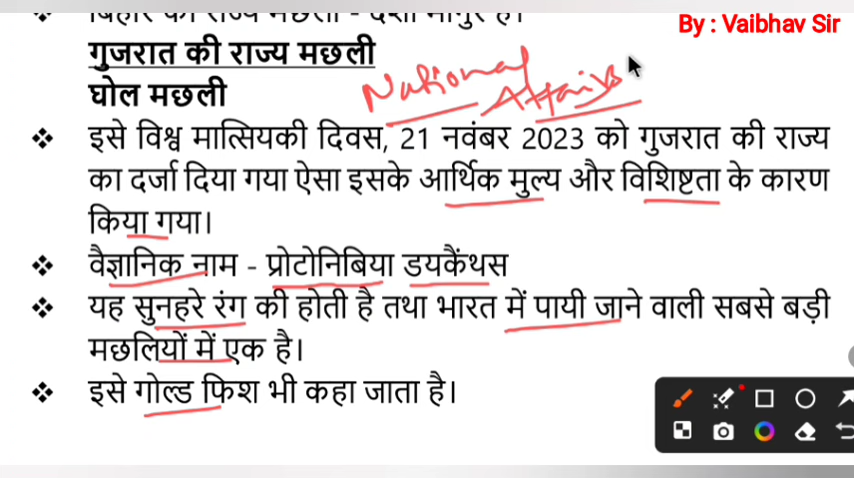 By : Vaibhav Sir
❖ बिहार की राज्य मछली - देशी मांगुर है।
गुजरात की राज्य मछली
National
घोल मछली
Affairs
❖ इसे विश्व मात्सियकी दिवस, 21 नवंबर 2023 को गुजरात की राज्य
का दर्जा दिया गया ऐसा इसके आर्थिक मुल्य और विशिष्टता के कारण
किया गया।
❖ वैज्ञानिक नाम - प्रोटोनिबिया डयकैंथस
❖ यह सुनहरे रंग की होती है तथा भारत में पायी जाने वाली सबसे बड़ी
मछलियों में एक है।
❖ इसे गोल्ड फिश भी कहा जाता है।